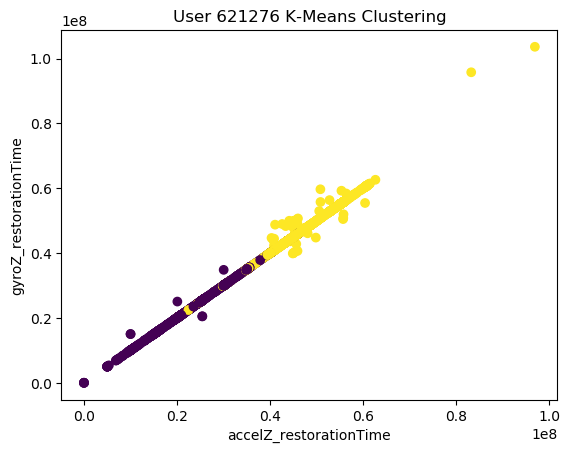 User 621276 K-Means Clustering
1e8
1.0
0.8
0.6
0.4
0.2
0.0
gyroZ_restorationTime
0.0 0.2 0.4 0.6 0.8 1.0
accelZ_restorationTime
1e8